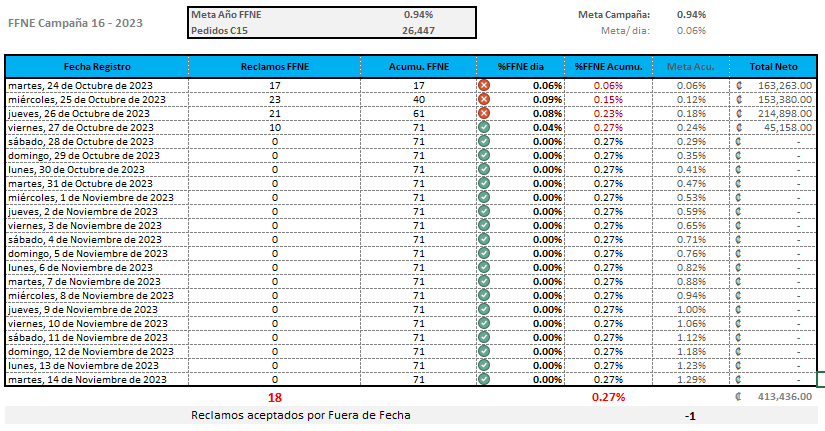 FFNE Campaña 16 - 2023
Meta Año FFNE 0.94%
Pedidos C15 26,447
Meta Campaña: 0.94%
Meta/ dia: 0.06%
Fecha Registro Reclamos FFNE Acumu. FFNE %FFNE dia %FFNE Acumu. Meta Acu. Total Neto
martes, 24 de Octubre de 2023 17 17 0.06% 0.06% 0.06% ₡ 163,263.00
miércoles, 25 de Octubre de 2023 23 40 0.09% 0.15% 0.12% ₡ 153,380.00
jueves, 26 de Octubre de 2023 21 61 0.08% 0.23% 0.18% ₡ 214,898.00
viernes, 27 de Octubre de 2023 10 71 0.04% 0.27% 0.24% ₡ 45,158.00
sábado, 28 de Octubre de 2023 0 71 0.00% 0.27% 0.29% ₡ -
domingo, 29 de Octubre de 2023 0 71 0.00% 0.27% 0.35% ₡ -
lunes, 30 de Octubre de 2023 0 71 0.00% 0.27% 0.41% ₡ -
martes, 31 de Octubre de 2023 0 71 0.00% 0.27% 0.47% ₡ -
miércoles, 1 de Noviembre de 2023 0 71 0.00% 0.27% 0.53% ₡ -
jueves, 2 de Noviembre de 2023 0 71 0.00% 0.27% 0.59% ₡ -
viernes, 3 de Noviembre de 2023 0 71 0.00% 0.27% 0.65% ₡ -
sábado, 4 de Noviembre de 2023 0 71 0.00% 0.27% 0.71% ₡ -
domingo, 5 de Noviembre de 2023 0 71 0.00% 0.27% 0.76% ₡ -
lunes, 6 de Noviembre de 2023 0 71 0.00% 0.27% 0.82% ₡ -
martes, 7 de Noviembre de 2023 0 71 0.00% 0.27% 0.88% ₡ -
miércoles, 8 de Noviembre de 2023 0 71 0.00% 0.27% 0.94% ₡ -
jueves, 9 de Noviembre de 2023 0 71 0.00% 0.27% 1.00% ₡ -
viernes, 10 de Noviembre de 2023 0 71 0.00% 0.27% 1.06% ₡ -
sábado, 11 de Noviembre de 2023 0 71 0.00% 0.27% 1.12% ₡ -
domingo, 12 de Noviembre de 2023 0 71 0.00% 0.27% 1.18% ₡ -
lunes, 13 de Noviembre de 2023 0 71 0.00% 0.27% 1.23% ₡ -
martes, 14 de Noviembre de 2023 0 71 0.00% 0.27% 1.29% ₡ -
18 0.27% ₡ 413,436.00
Reclamos aceptados por Fuera de Fecha -1